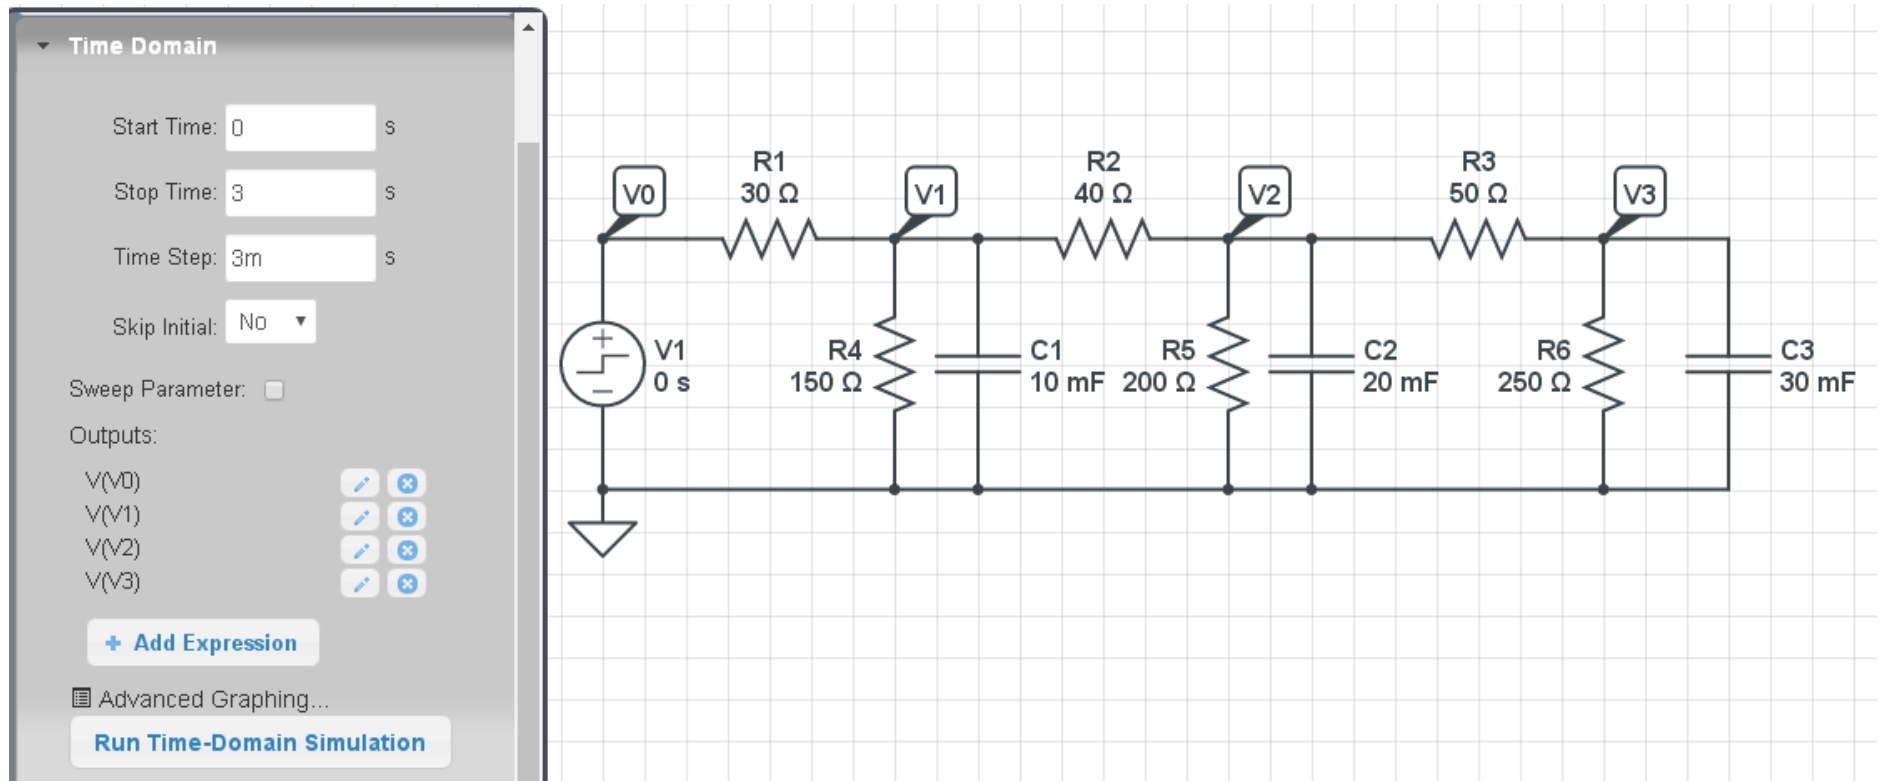 Time Domain
Start Time: 0 s
Stop Time: 3 s
Time Step: 3m s
Skip Initial: No
Sweep Parameter:
Outputs:
V(V0)
V(V1)
V(V2)
V(V3)
+ Add Expression
Advanced Graphing...
Run Time-Domain Simulation
V0
R1
30 Ω
V1
R2
40 Ω
V2
R3
50 Ω
V3
V1
0 s
R4
150 Ω
C1
10 mF
R5
200 Ω
C2
20 mF
R6
250 Ω
C3
30 mF